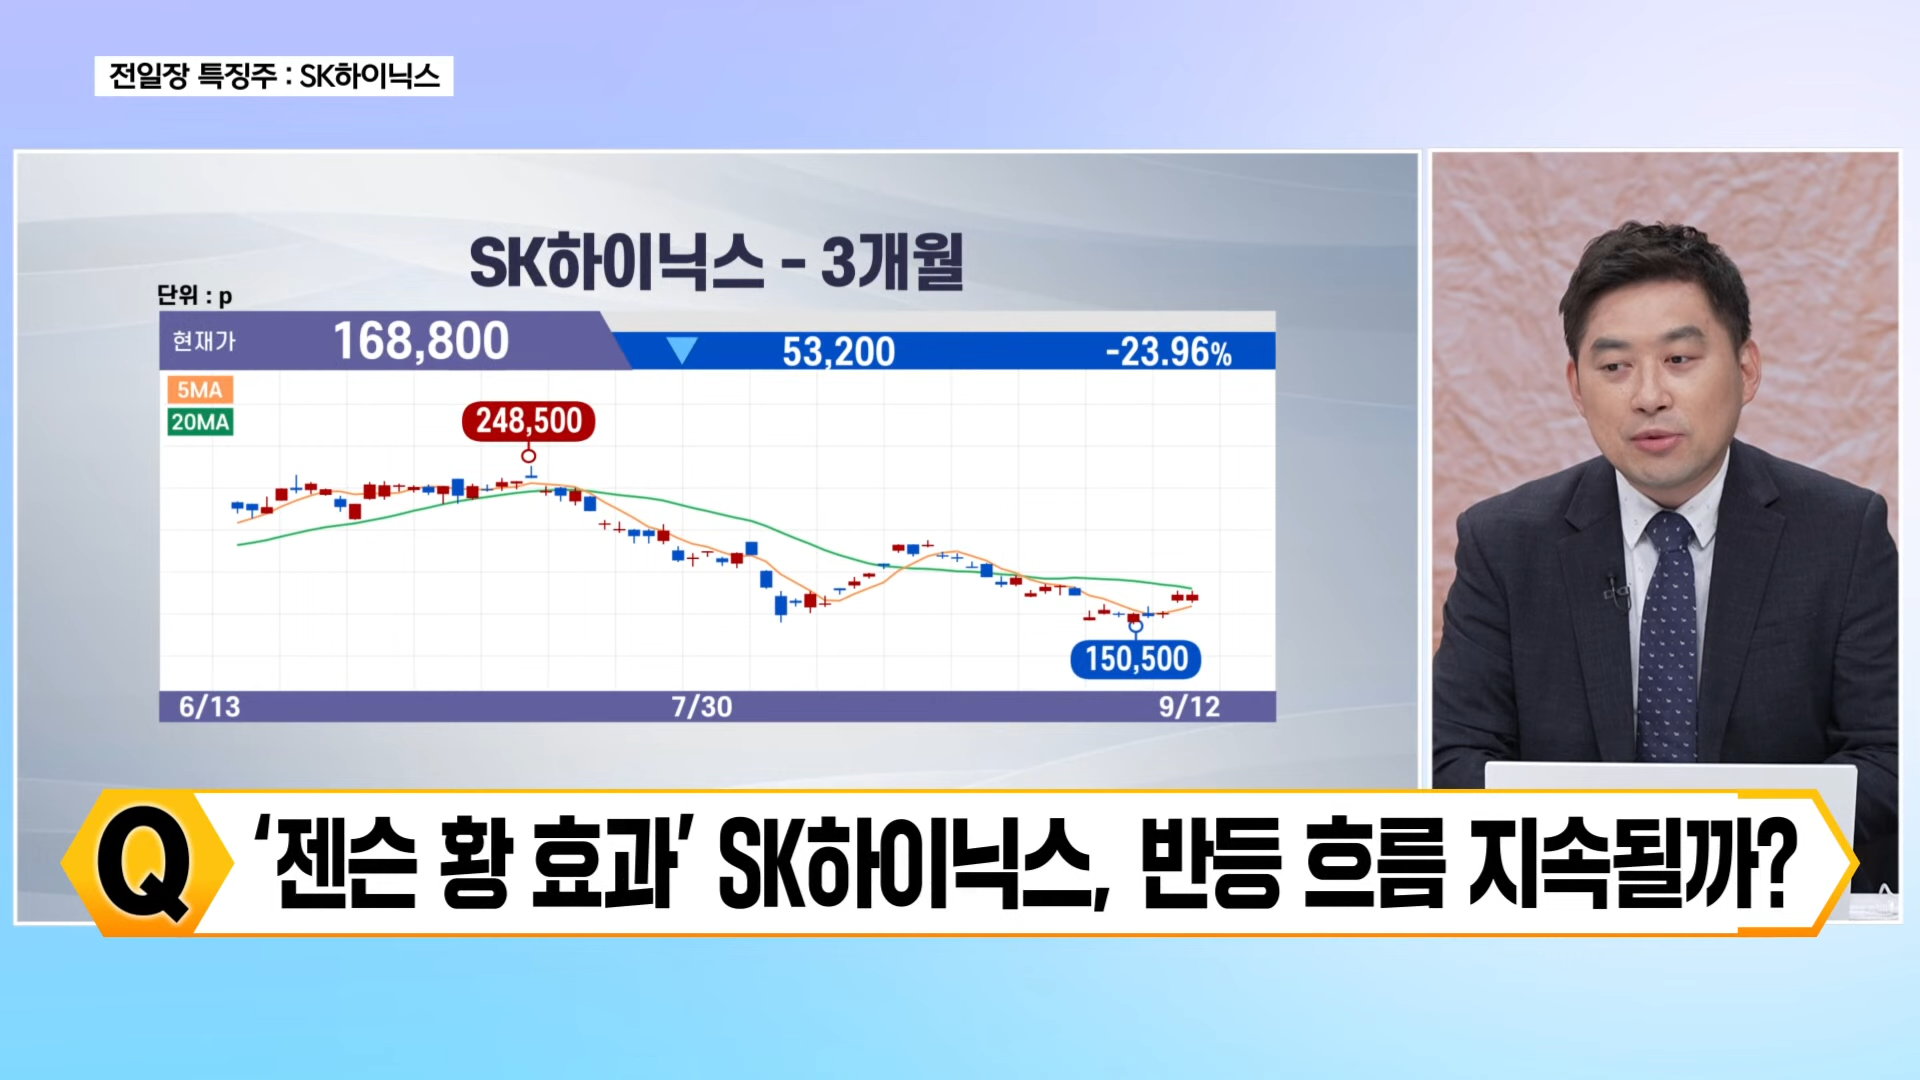 전일장 특징주 : SK하이닉스
SK하이닉스 - 3개월
단위 : p
현재가 168,800 ▼ 53,200 -23.96%
5MA
20MA
248,500
150,500
6/13 7/30 9/12
Q '젠슨 황 효과' SK하이닉스, 반등 흐름 지속될까?